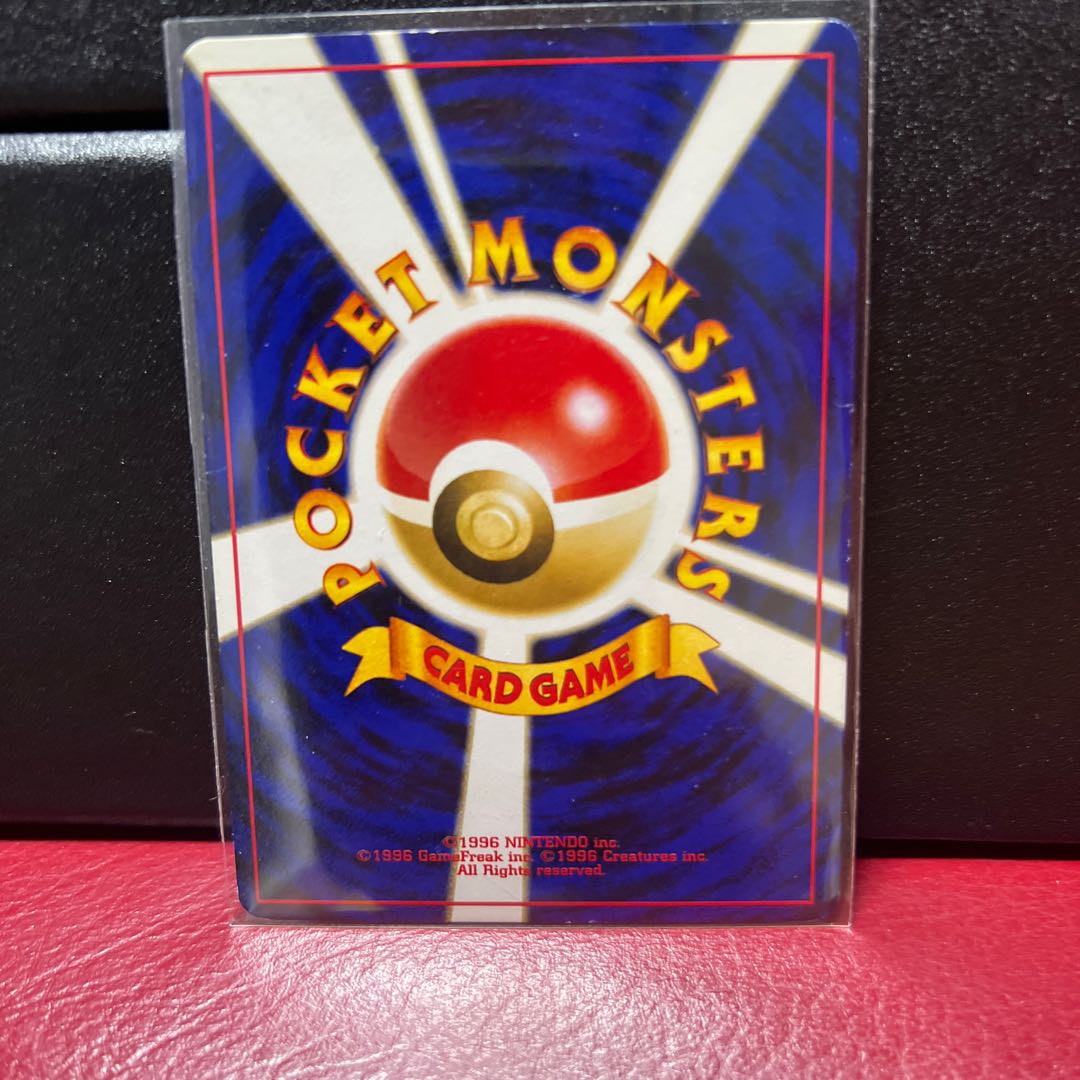 POCKET MONSTERS
CARD GAME
©1996 NINTENDO inc.
©1996 GameFreak inc. ©1996 Creatures inc.
All Rights reserved.